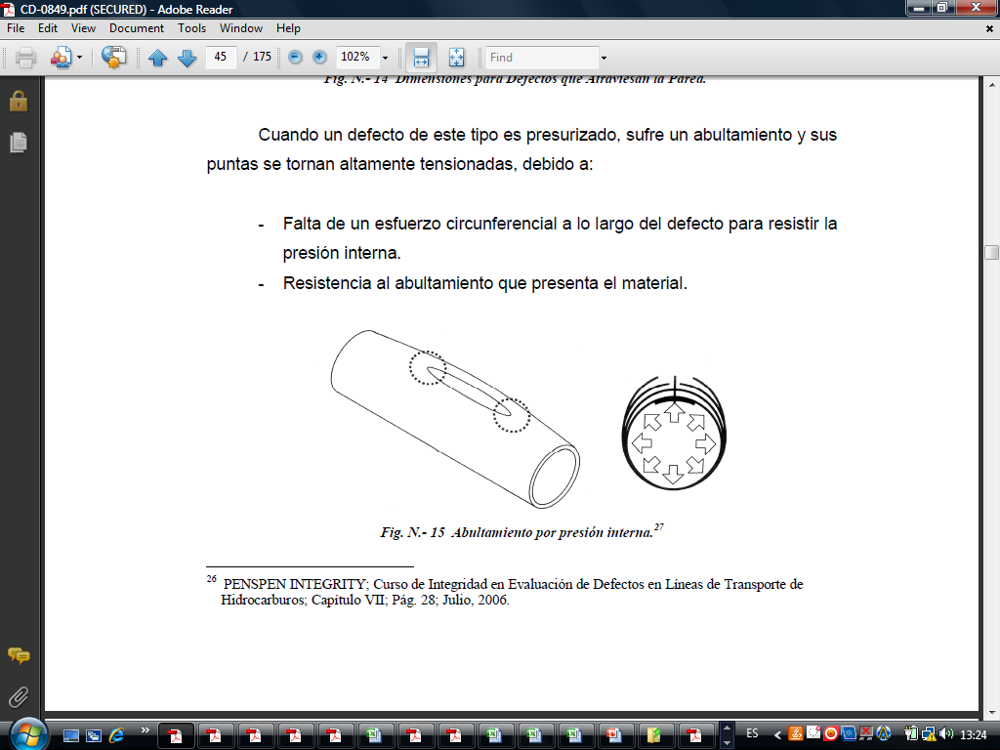 CD-0849.pdf (SECURED) - Adobe Reader
File Edit View Document Tools Window Help
45 / 175 102% Find
Fig. N.- 14 Dimensiones para Defectos que Atraviesan la Pared.
Cuando un defecto de este tipo es presurizado, sufre un abultamiento y sus
puntas se tornan altamente tensionadas, debido a:
- Falta de un esfuerzo circunferencial a lo largo del defecto para resistir la
presión interna.
- Resistencia al abultamiento que presenta el material.
Fig. N.- 15 Abultamiento por presión interna.27
26 PENSPEN INTEGRITY; Curso de Integridad en Evaluación de Defectos en Líneas de Transporte de
Hidrocarburos; Capítulo VII; Pág. 28; Julio, 2006.
ES 13:24